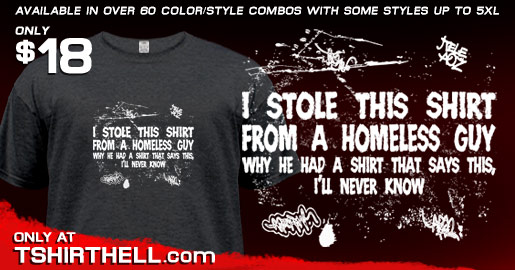 AVAILABLE IN OVER 60 COLOR/STYLE COMBOS WITH SOME STYLES UP TO 5XL
ONLY
$18
I STOLE THIS SHIRT
FROM A HOMELESS GUY
WHY HE HAD A SHIRT THAT SAYS THIS,
I'LL NEVER KNOW
I STOLE THIS SHIRT
FROM A HOMELESS GUY
WHY HE HAD A SHIRT THAT SAYS THIS,
I'LL NEVER KNOW
ONLY AT
TSHIRTHELL.com